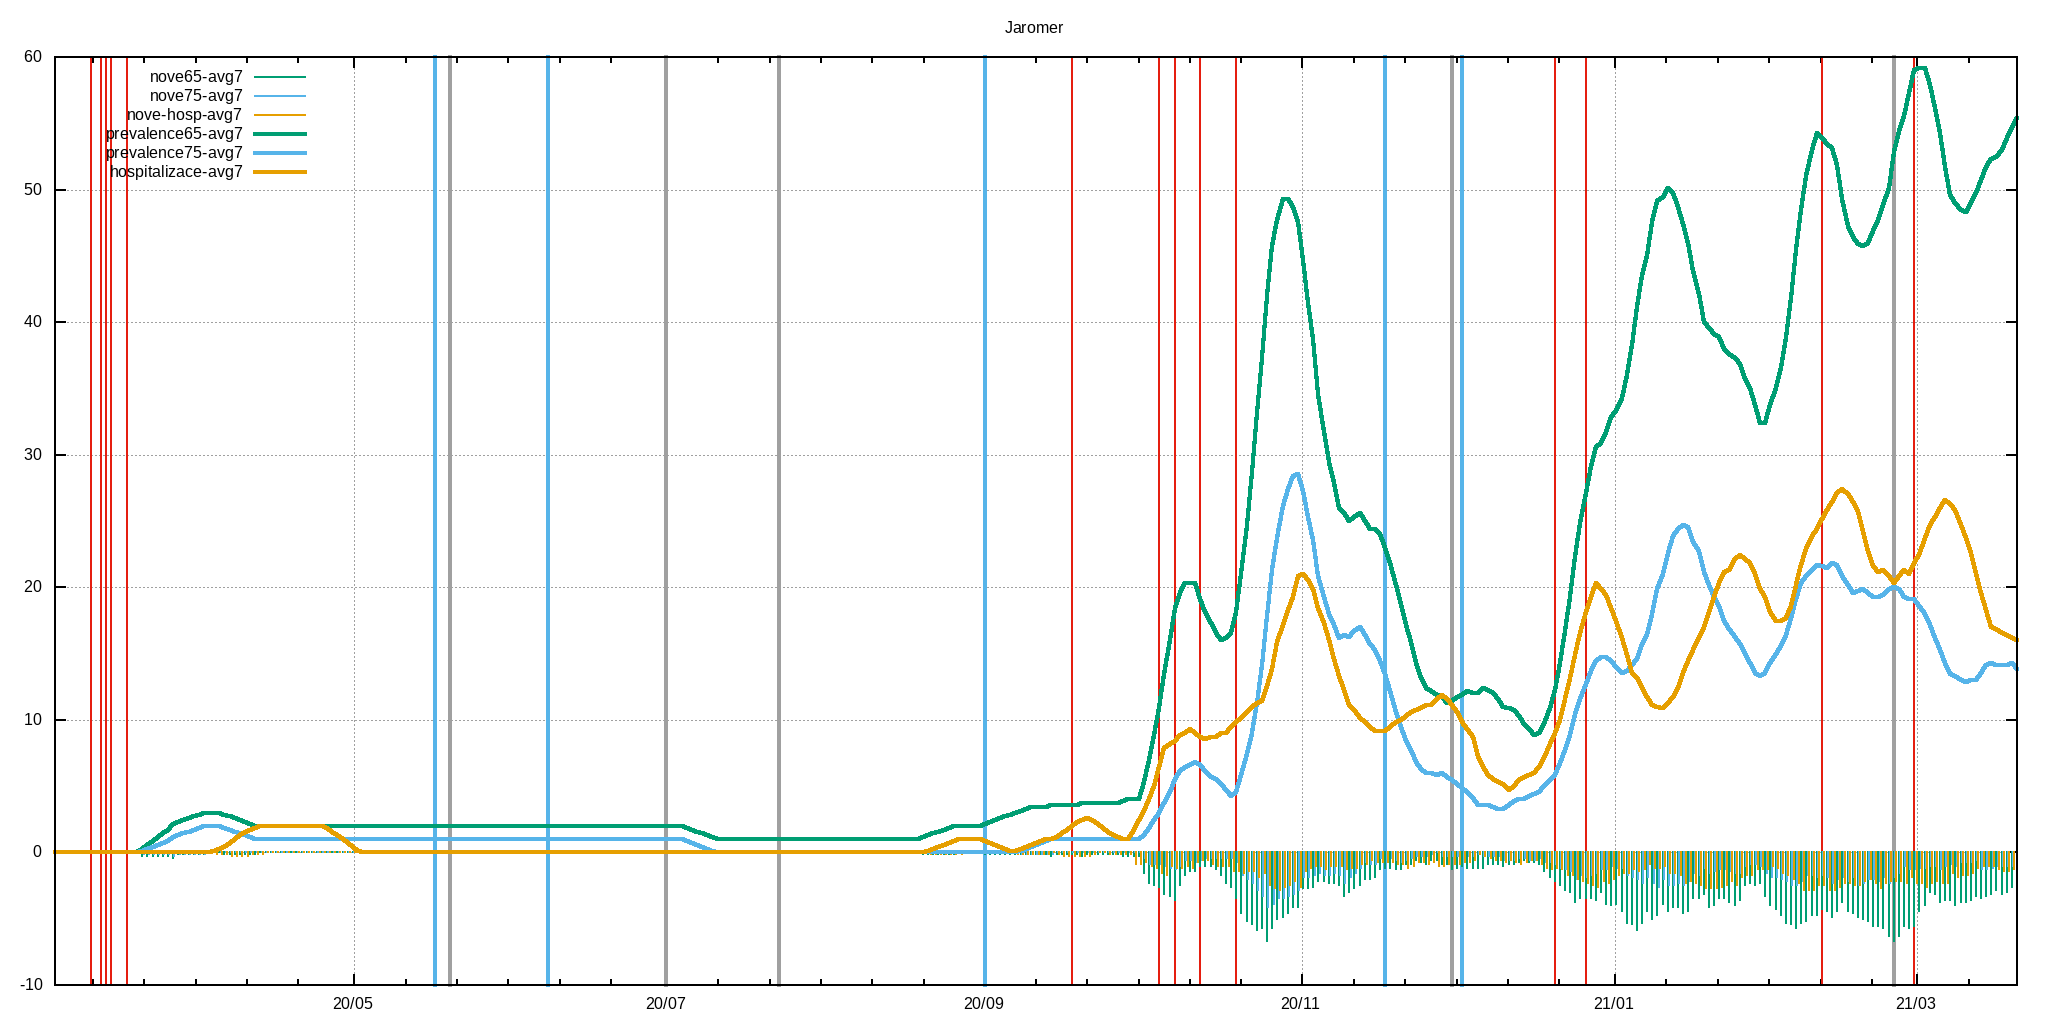 Jaromer
60
50
40
30
20
10
0
-10
nove65-avg7
nove75-avg7
nove-hosp-avg7
prevalence65-avg7
prevalence75-avg7
hospitalizace-avg7
20/05 20/07 20/09 20/11 21/01 21/03